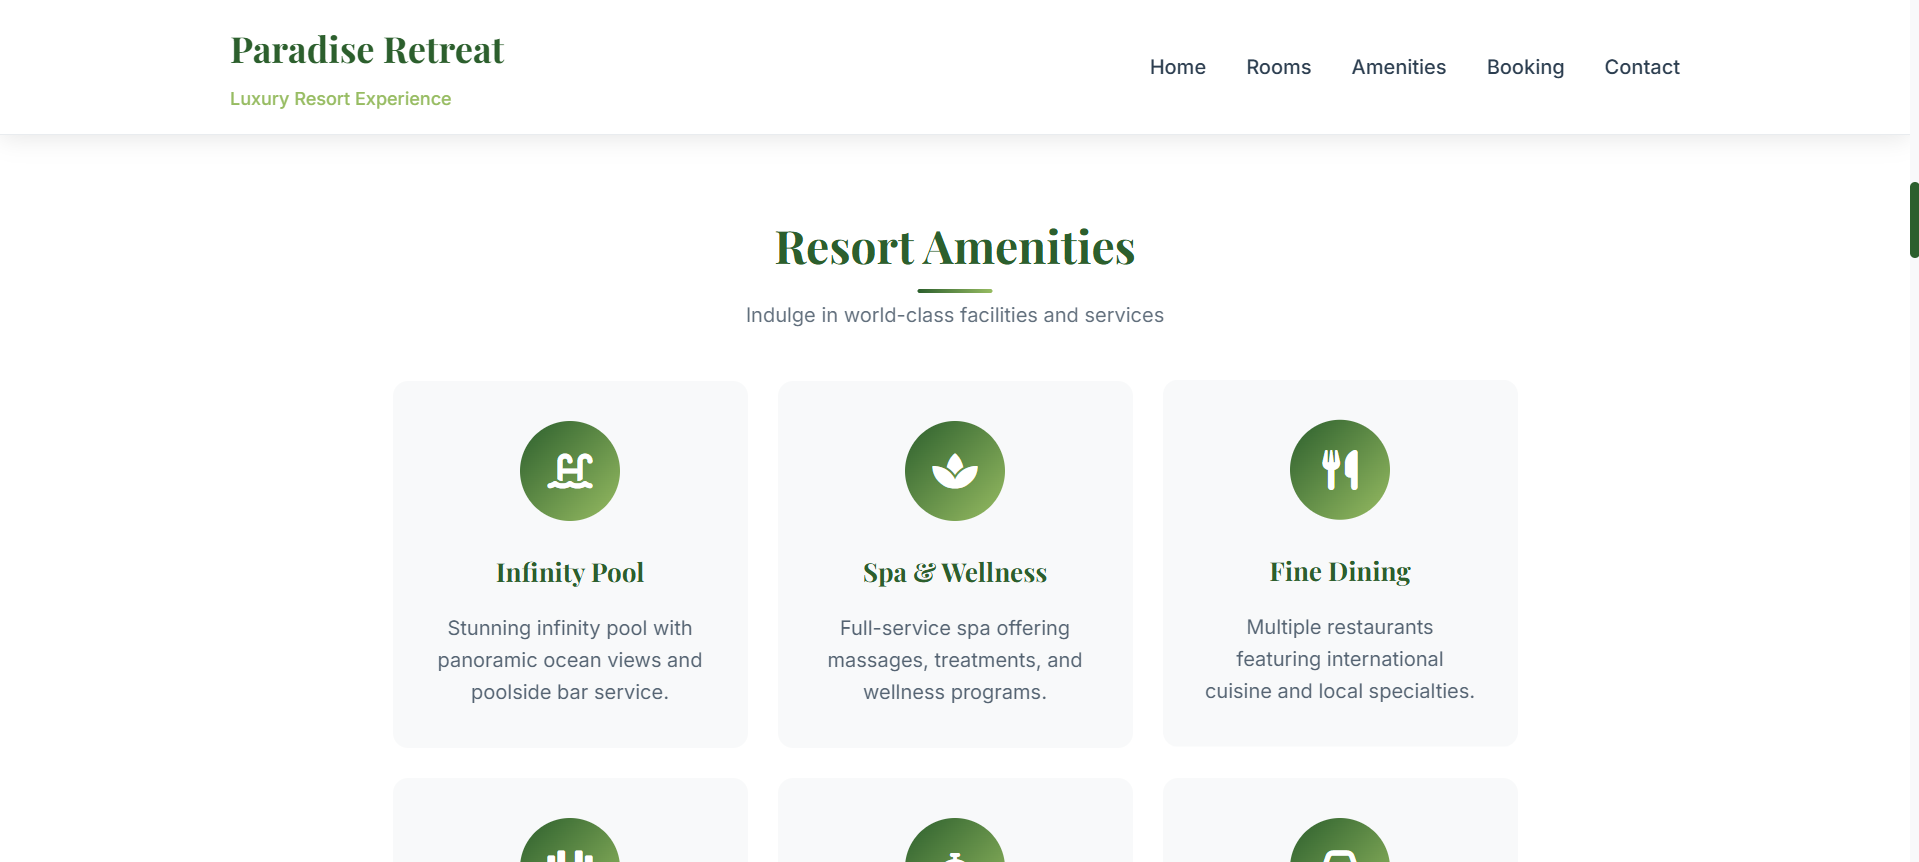 Paradise Retreat
Luxury Resort Experience
Home Rooms Amenities Booking Contact
Resort Amenities
Indulge in world-class facilities and services
Infinity Pool
Stunning infinity pool with
panoramic ocean views and
poolside bar service.
Spa & Wellness
Full-service spa offering
massages, treatments, and
wellness programs.
Fine Dining
Multiple restaurants
featuring international
cuisine and local specialties.